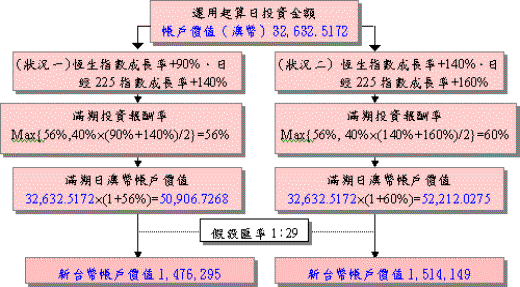 運用起算日投資金額
帳戶價值（澳幣）32,632.5172
(狀況一)恆生指數成長率+90%、日
經225指數成長率+140%
(狀況二)恆生指數成長率+140%、日
經225指數成長率+160%
滿期投資報酬率
Max{56%,40%×(90%+140%)/2}=56%
滿期投資報酬率
Max{56%, 40%×(140%+160%)/2}=60%
滿期日澳幣帳戶價值
32,632.5172×(1+56%)=50,906.7268
滿期日澳幣帳戶價值
32,632.5172×(1+60%)=52,212.0275
假設匯率 1:29
新台幣帳戶價值1,476,295
新台幣帳戶價值1,514,149